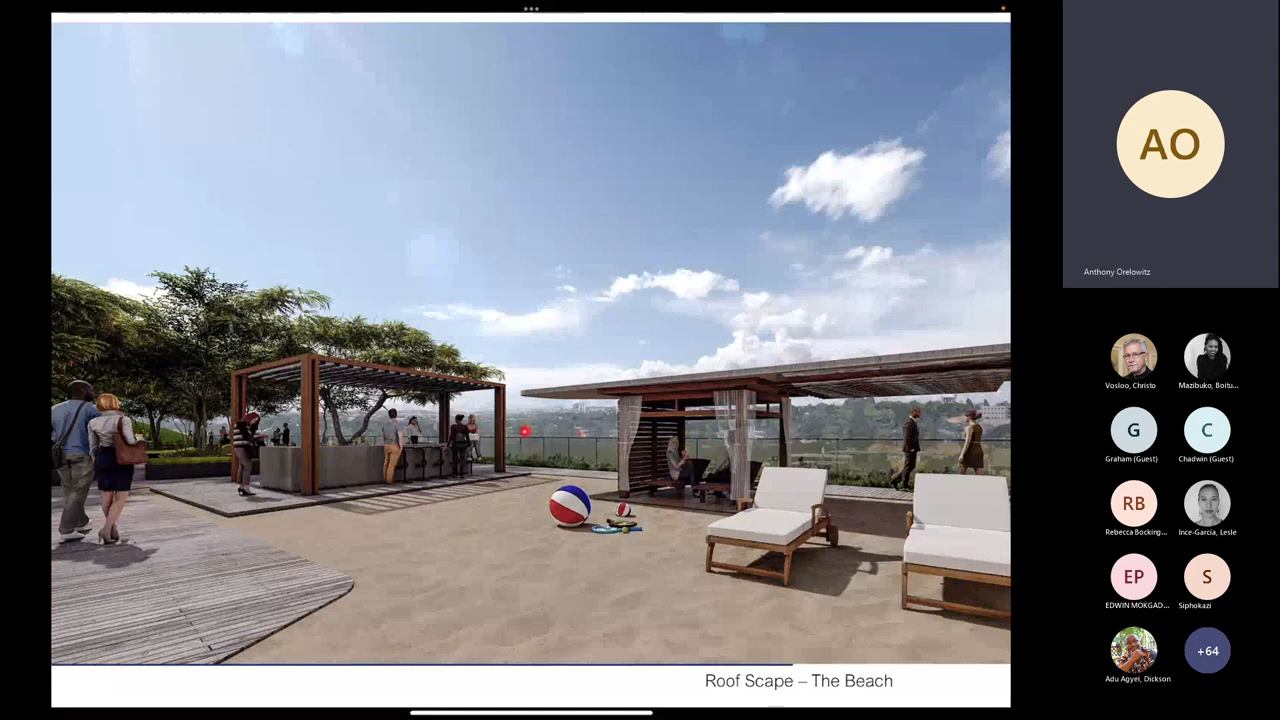 Roof Scape – The Beach
AO
Anthony Orelowitz
Vosloo, Christo
Mazibuko, Boitu...
G
C
Graham (Guest)
Chadwin (Guest)
RB
Rebecca Bocking...
Ince-Garcia, Lesle
EP
S
EDWIN MOKGAD...
Siphokazi
+64
Adu Agyei, Dickson